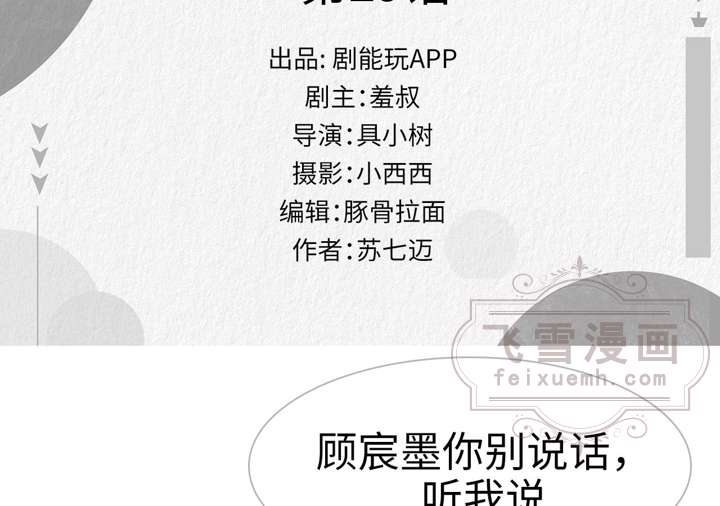 出品: 剧能玩APP
剧主:羞叔
导演:具小树
摄影:小西西
编辑:豚骨拉面
作者:苏七迈
飞雪漫画
feixuemh.com
顾宸墨你别说话，
听我说